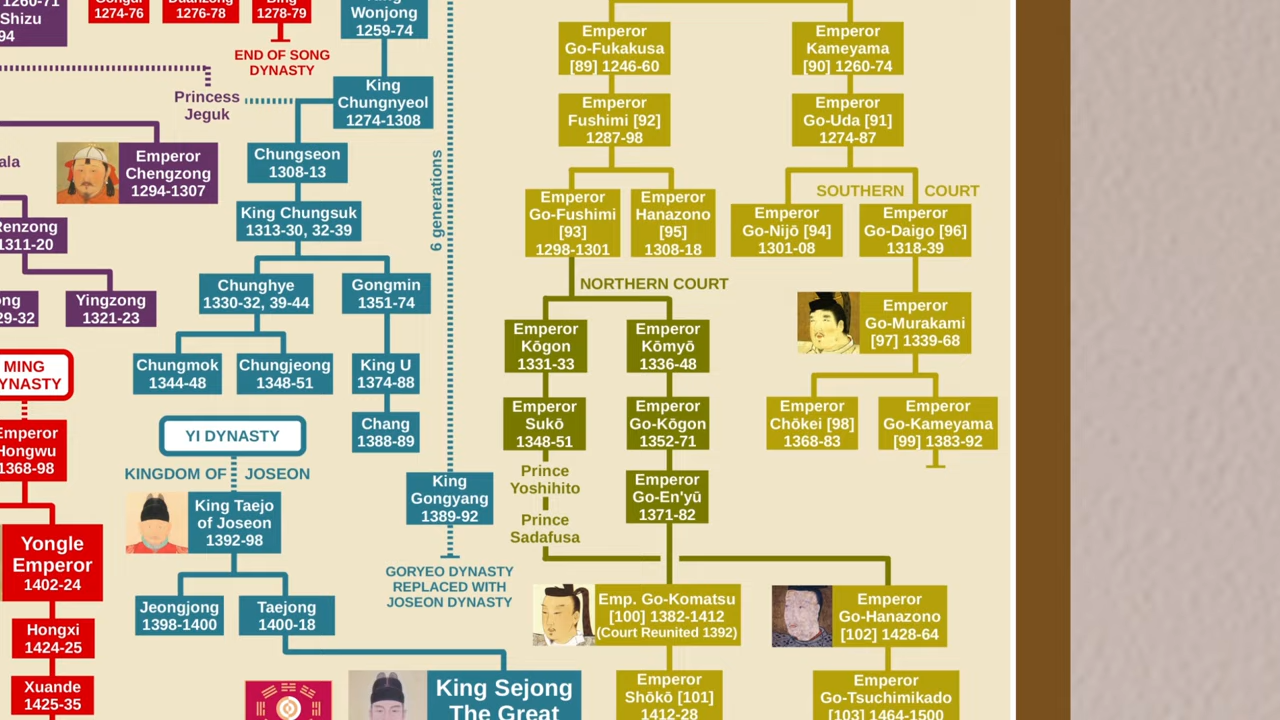 1260-71
Shizu
94
1274-76
1276-78
1278-79
END OF SONG
DYNASTY
Wonjong
1259-74
Princess
Jeguk
King
Chungnyeol
1274-1308
Emperor
Chengzong
1294-1307
ala
Renzong
1311-20
ong
29-32
Yingzong
1321-23
Chungseon
1308-13
King Chungsuk
1313-30, 32-39
Chunghye
1330-32, 39-44
Gongmin
1351-74
Chungmok
1344-48
Chungjeong
1348-51
King U
1374-88
Chang
1388-89
6 generations
King
Gongyang
1389-92
GORYEO DYNASTY
REPLACED WITH
JOSEON DYNASTY
MING
DYNASTY
Emperor
Hongwu
1368-98
Yongle
Emperor
1402-24
Hongxi
1424-25
Xuande
1425-35
YI DYNASTY
KINGDOM OF JOSEON
King Taejo
of Joseon
1392-98
Jeongjong
1398-1400
Taejong
1400-18
King Sejong
The Great
Emperor
Go-Fukakusa
[89] 1246-60
Emperor
Kameyama
[90] 1260-74
Emperor
Fushimi [92]
1287-98
Emperor
Go-Uda [91]
1274-87
SOUTHERN COURT
Emperor
Go-Fushimi
[93]
1298-1301
Emperor
Hanazono
[95]
1308-18
Emperor
Go-Nijō [94]
1301-08
Emperor
Go-Daigo [96]
1318-39
NORTHERN COURT
Emperor
Kōgon
1331-33
Emperor
Kōmyō
1336-48
Emperor
Go-Murakami
[97] 1339-68
Emperor
Sukō
1348-51
Emperor
Go-Kōgon
1352-71
Emperor
Chōkei [98]
1368-83
Emperor
Go-Kameyama
[99] 1383-92
Prince
Yoshihito
Prince
Sadafusa
Emperor
Go-En'yū
1371-82
Emp. Go-Komatsu
[100] 1382-1412
(Court Reunited 1392)
Emperor
Go-Hanazono
[102] 1428-64
Emperor
Shōkō [101]
1412-28
Emperor
Go-Tsuchimikado
[103] 1464-1500